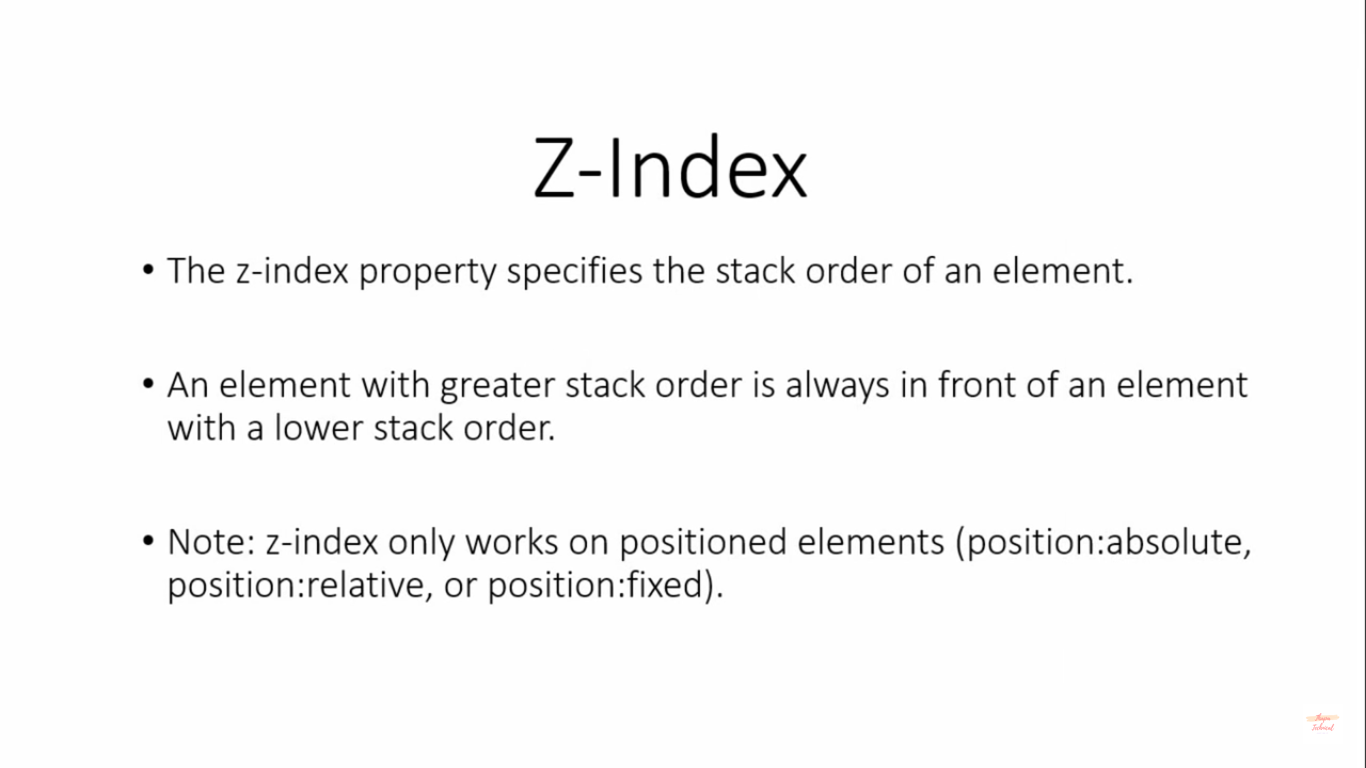 Z-Index
• The z-index property specifies the stack order of an element.
• An element with greater stack order is always in front of an element
with a lower stack order.
• Note: z-index only works on positioned elements (position:absolute,
position:relative, or position:fixed).
Technical